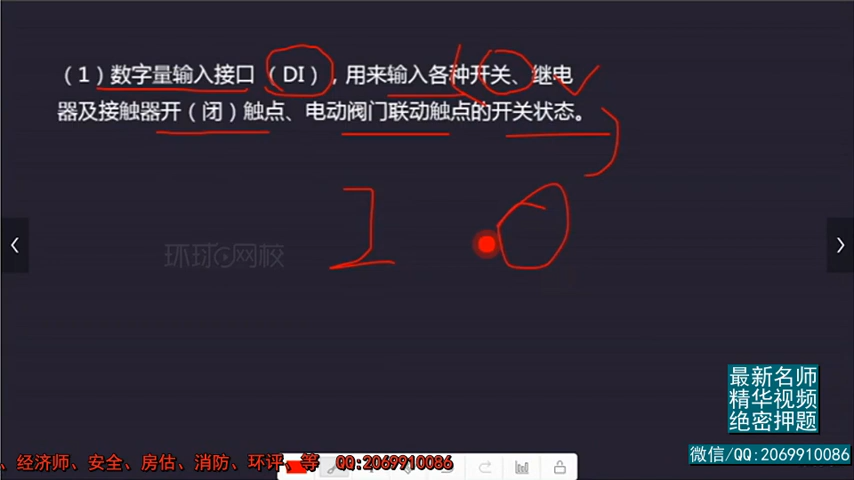 （1）数字量输入接口（DI），用来输入各种开关、继电
器及接触器开（闭）触点、电动阀门联动触点的开关状态。
I O
环球网校
最新名师
精华视频
绝密押题
微信/QQ:2069910086
、经济师、安全、房估、消防、环评、等 QQ:2069910086